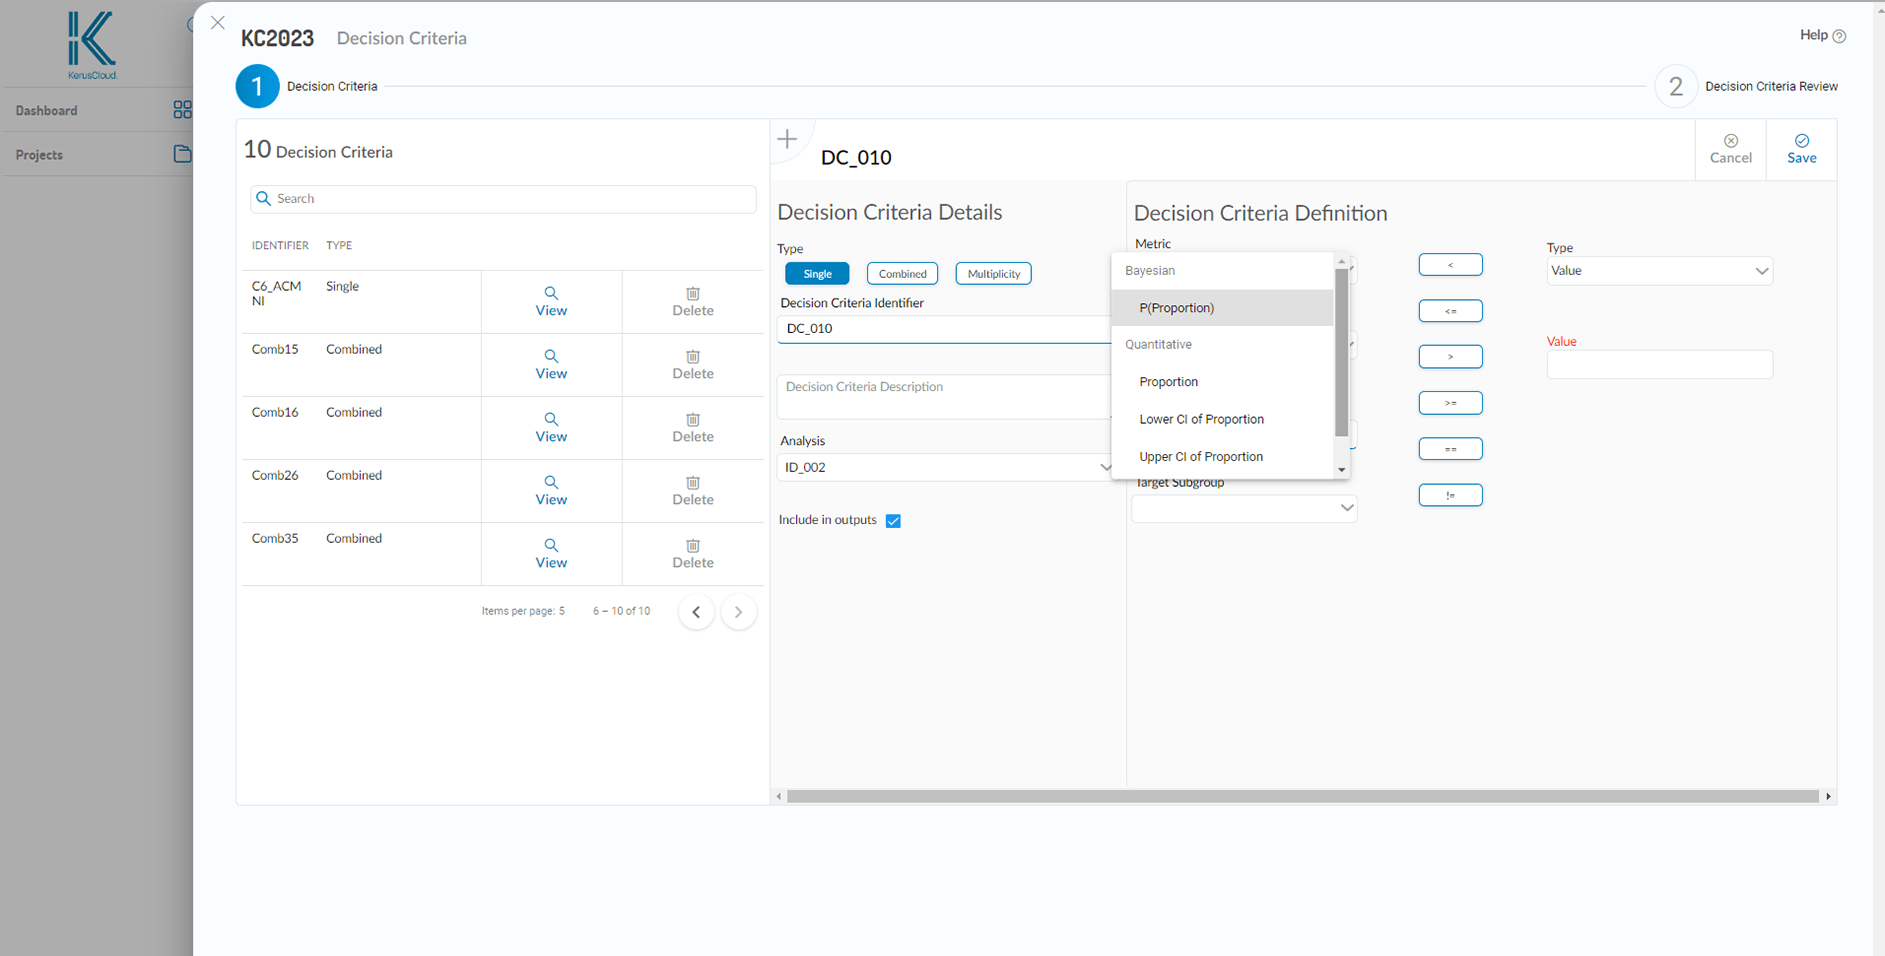 KerusCloud.
Dashboard
Projects
KC2023 Decision Criteria
Help
1 Decision Criteria
2 Decision Criteria Review
10 Decision Criteria
Search
IDENTIFIER TYPE
C6_ACM
NI
Single
View
Delete
Comb15 Combined
View
Delete
Comb16 Combined
View
Delete
Comb26 Combined
View
Delete
Comb35 Combined
View
Delete
Items per page: 5 6 – 10 of 10
DC_010
Cancel
Save
Decision Criteria Details
Type
Single Combined Multiplicity
Decision Criteria Identifier
DC_010
Decision Criteria Description
Analysis
ID_002
Include in outputs
Decision Criteria Definition
Metric
Bayesian
P(Proportion)
Quantitative
Proportion
Lower CI of Proportion
Upper CI of Proportion
Target Subgroup
<
<=
>
>=
==
!=
Type
Value
Value